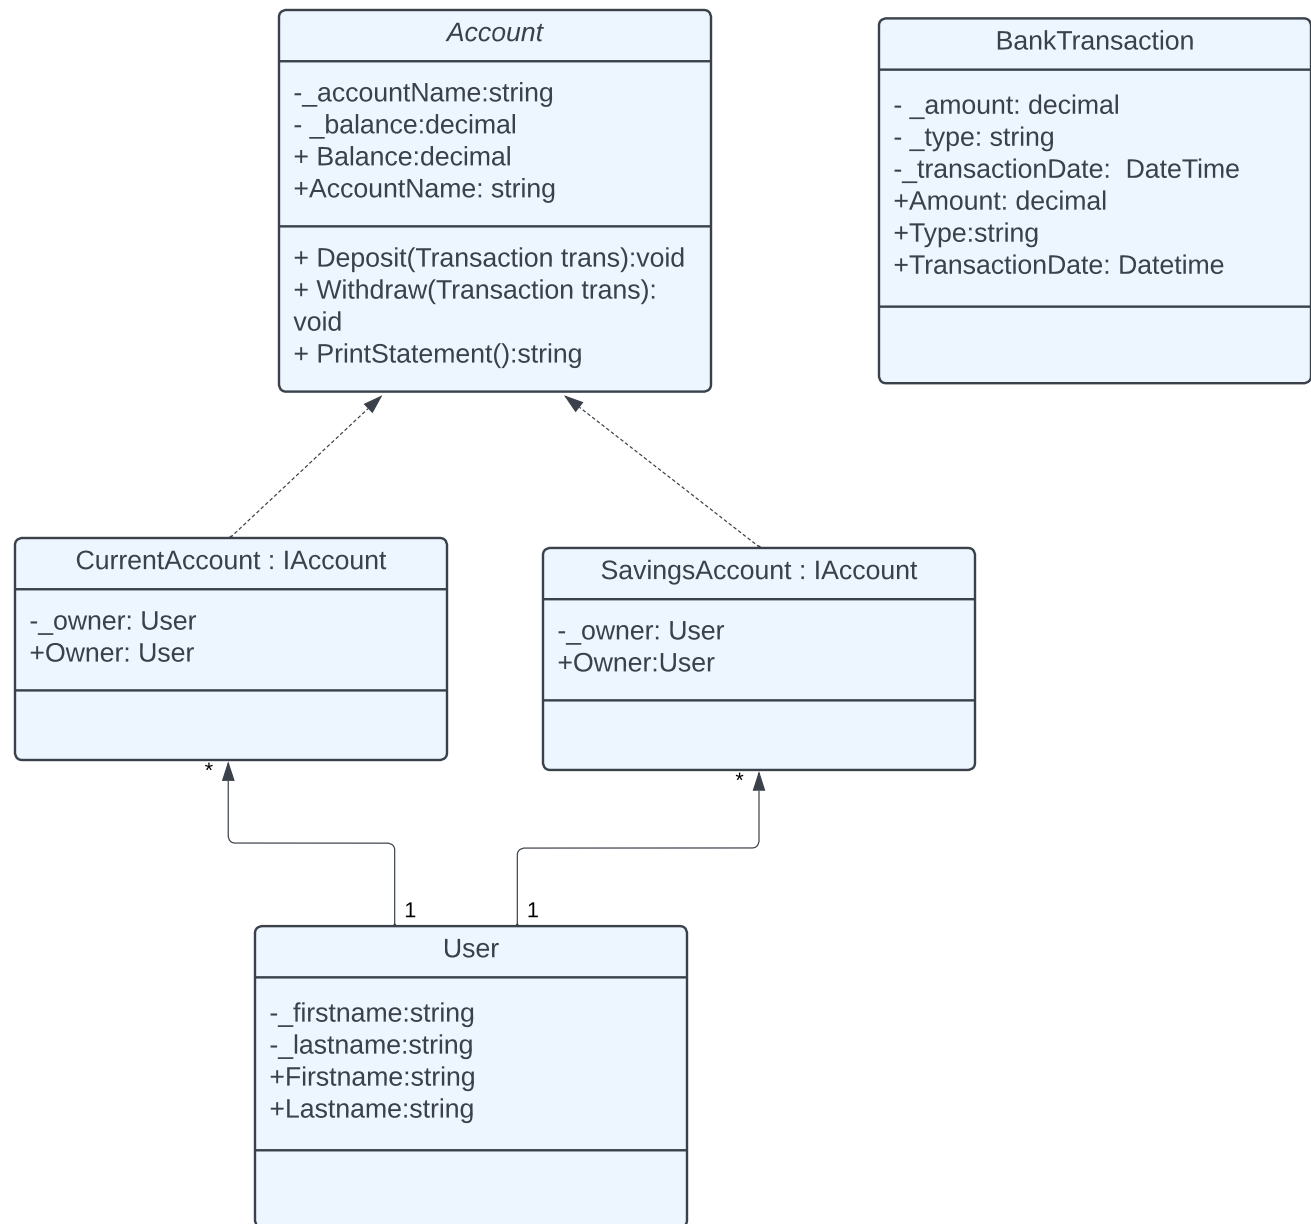 Account
-_accountName:string
- _balance:decimal
+ Balance:decimal
+AccountName: string
+ Deposit(Transaction trans):void
+ Withdraw(Transaction trans):
void
+ PrintStatement():string
BankTransaction
- _amount: decimal
- _type: string
-_transactionDate:  DateTime
+Amount: decimal
+Type:string
+TransactionDate: Datetime
CurrentAccount : IAccount
-_owner: User
+Owner: User
*
SavingsAccount : IAccount
-_owner: User
+Owner:User
*
1
1
User
-_firstname:string
-_lastname:string
+Firstname:string
+Lastname:string